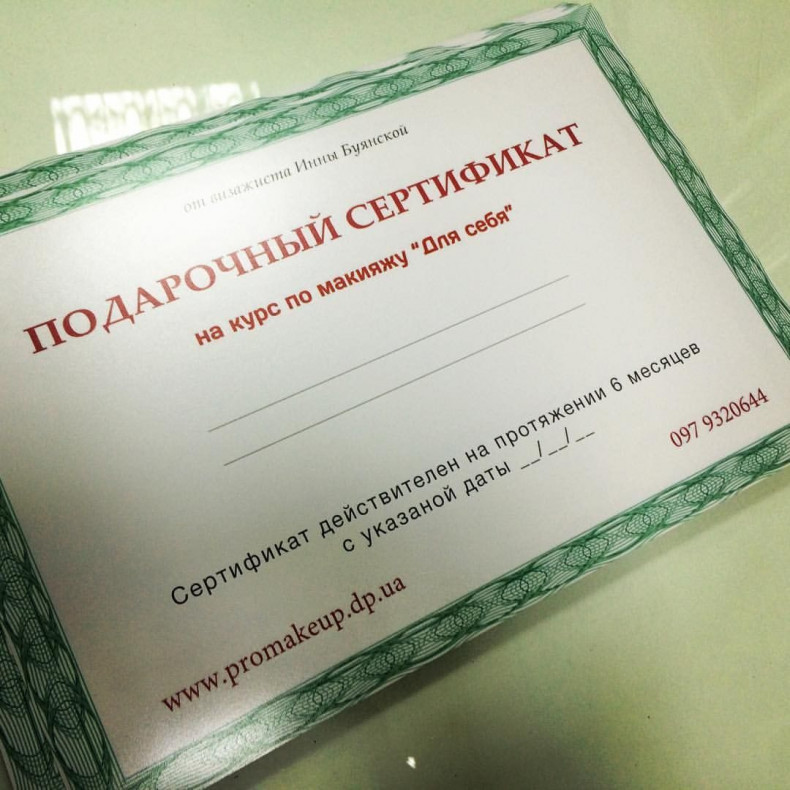 от визажиста Инны Буянской
ПОДАРОЧНЫЙ СЕРТИФИКАТ
на курс по макияжу "Для себя"
Сертификат действителен на протяжении 6 месяцев
с указаной даты __/__/__
097 9320644
www.promakeup.dp.ua